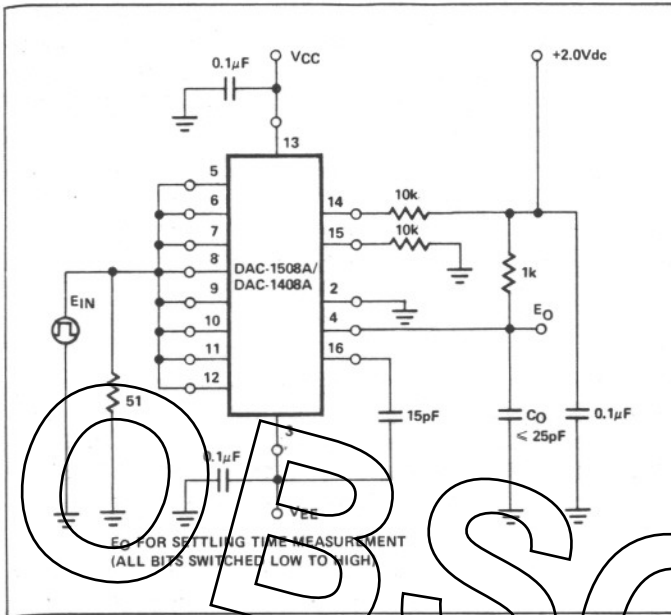 VCC
+2.0Vdc
0.1μF
13
5
6
7
8
9
10
11
12
14
15
2
4
16
3
DAC-1508A/
DAC-1408A
10k
10k
1k
EIN
EO
51
15pF
CO
≤ 25pF
0.1μF
0.1μF
VEE
EO FOR SETTLING TIME MEASUREMENT
(ALL BITS SWITCHED LOW TO HIGH)